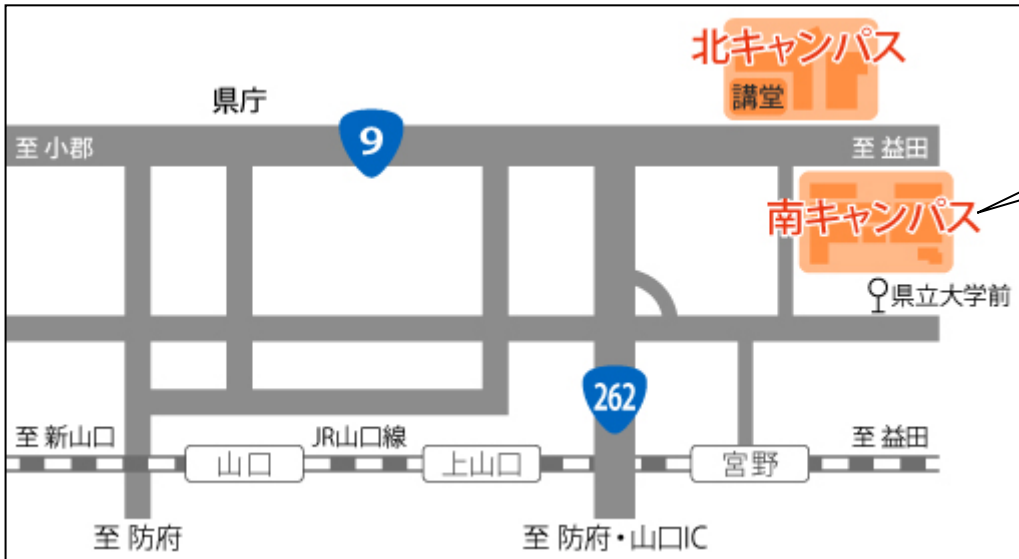 北キャンパス
講堂
県庁
9
至 小郡
至 益田
南キャンパス
県立大学前
262
至 新山口
JR山口線
至 益田
山口
上山口
宮野
至 防府
至 防府・山口IC